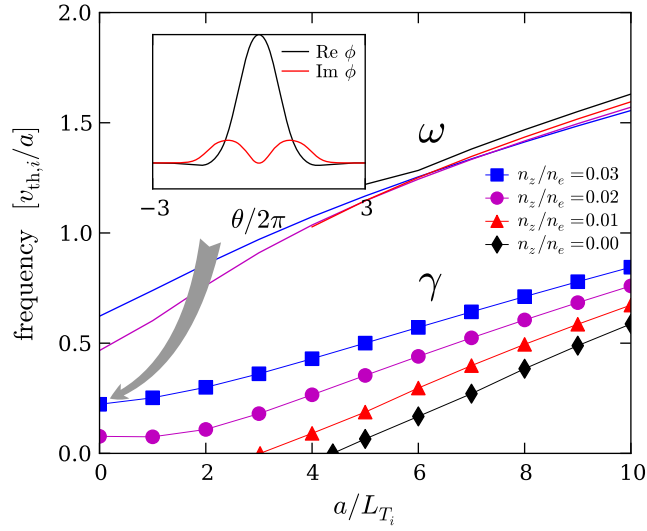 2.0
1.5
1.0
0.5
0.0
frequency [v_th,i/a]
Re ϕ
Im ϕ
−3
3
θ/2π
ω
γ
n_z/n_e =0.03
n_z/n_e =0.02
n_z/n_e =0.01
n_z/n_e =0.00
0 2 4 6 8 10
a/L_T_i